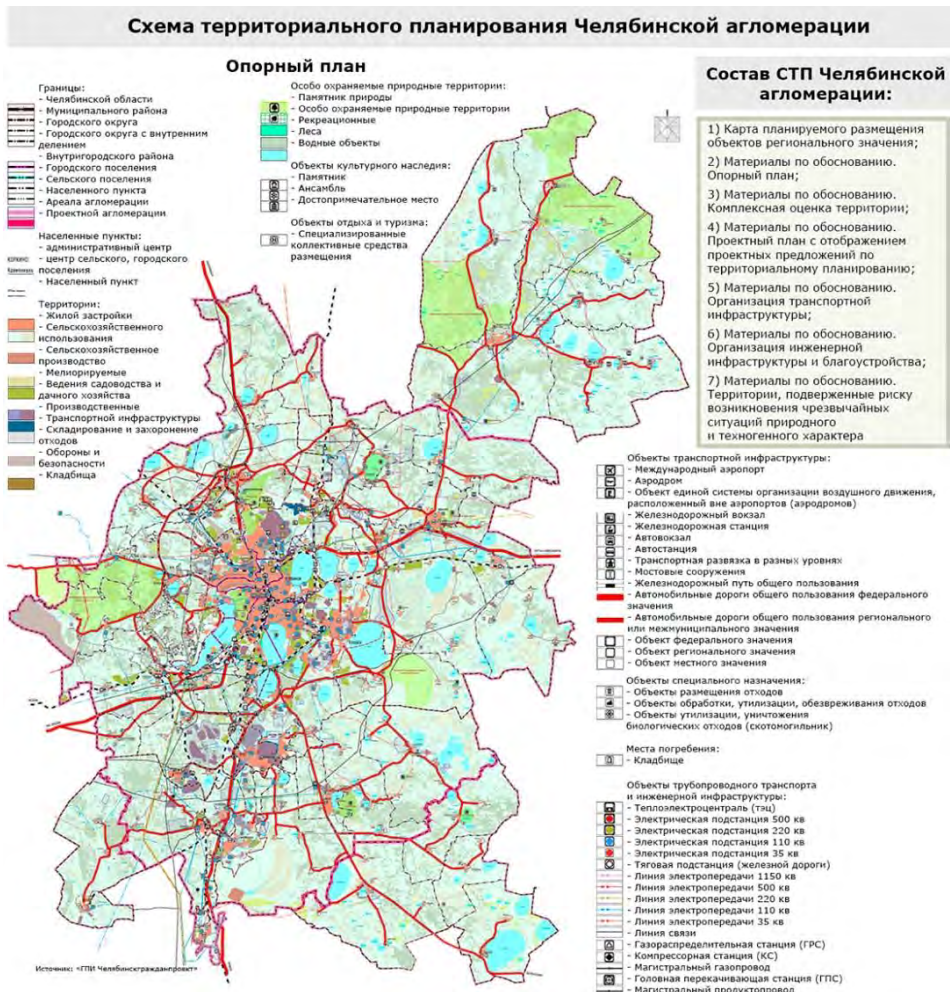 Схема территориального планирования Челябинской агломерации
Опорный план
Границы:
- Челябинской области
- Муниципального района
- Городского округа
- Городского округа с внутренним
делением
- Внутригородского района
- Городского поселения
- Сельского поселения
- Населенного пункта
- Ареала агломерации
- Проектной агломерации
Населенные пункты:
- административный центр
- центр сельского, городского
поселения
- Населенный пункт
Территории:
- Жилой застройки
- Сельскохозяйственного
использования
- Сельскохозяйственное
производство
- Мелиорируемые
- Ведения садоводства и
дачного хозяйства
- Производственные
- Транспортной инфраструктуры
- Складирование и захоронение
отходов
- Обороны и
безопасности
- Кладбища
Особо охраняемые природные территории:
- Памятник природы
- Особо охраняемые природные территории
- Рекреационные
- Леса
- Водные объекты
Объекты культурного наследия:
- Памятник
- Ансамбль
- Достопримечательное место
Объекты отдыха и туризма:
- Специализированные
коллективные средства
размещения
Состав СТП Челябинской
агломерации:
1) Карта планируемого размещения
объектов регионального значения;
2) Материалы по обоснованию.
Опорный план;
3) Материалы по обоснованию.
Комплексная оценка территории;
4) Материалы по обоснованию.
Проектный план с отображением
проектных предложений по
территориальному планированию;
5) Материалы по обоснованию.
Организация транспортной
инфраструктуры;
6) Материалы по обоснованию.
Организация инженерной
инфраструктуры и благоустройства;
7) Материалы по обоснованию.
Территории, подверженные риску
возникновения чрезвычайных
ситуаций природного
и техногенного характера
Объекты транспортной инфраструктуры:
- Международный аэропорт
- Аэродром
- Объект единой системы организации воздушного движения,
расположенный вне аэропортов (аэродромов)
- Железнодорожный вокзал
- Железнодорожная станция
- Автовокзал
- Автостанция
- Транспортная развязка в разных уровнях
- Мостовые сооружения
- Железнодорожный путь общего пользования
- Автомобильные дороги общего пользования федерального
значения
- Автомобильные дороги общего пользования регионального
или межмуниципального значения
- Объект федерального значения
- Объект регионального значения
- Объект местного значения
Объекты специального назначения:
- Объекты размещения отходов
- Объекты обработки, утилизации, обезвреживания отходов
- Объекты утилизации, уничтожения
биологических отходов (скотомогильник)
Места погребения:
- Кладбище
Объекты трубопроводного транспорта
и инженерной инфраструктуры:
- Теплоэлектроцентраль (тэц)
- Электрическая подстанция 500 кв
- Электрическая подстанция 220 кв
- Электрическая подстанция 110 кв
- Электрическая подстанция 35 кв
- Тяговая подстанция (железной дороги)
- Линия электропередачи 1150 кв
- Линия электропередачи 500 кв
- Линия электропередачи 220 кв
- Линия электропередачи 110 кв
- Линия электропередачи 35 кв
- Линия связи
- Газораспределительная станция (ГРС)
- Компрессорная станция (КС)
- Магистральный газопровод
- Головная перекачивающая станция (ГПС)
- Магистральный продуктопровод
Источник: «ГПИ Челябинскгражданпроект»